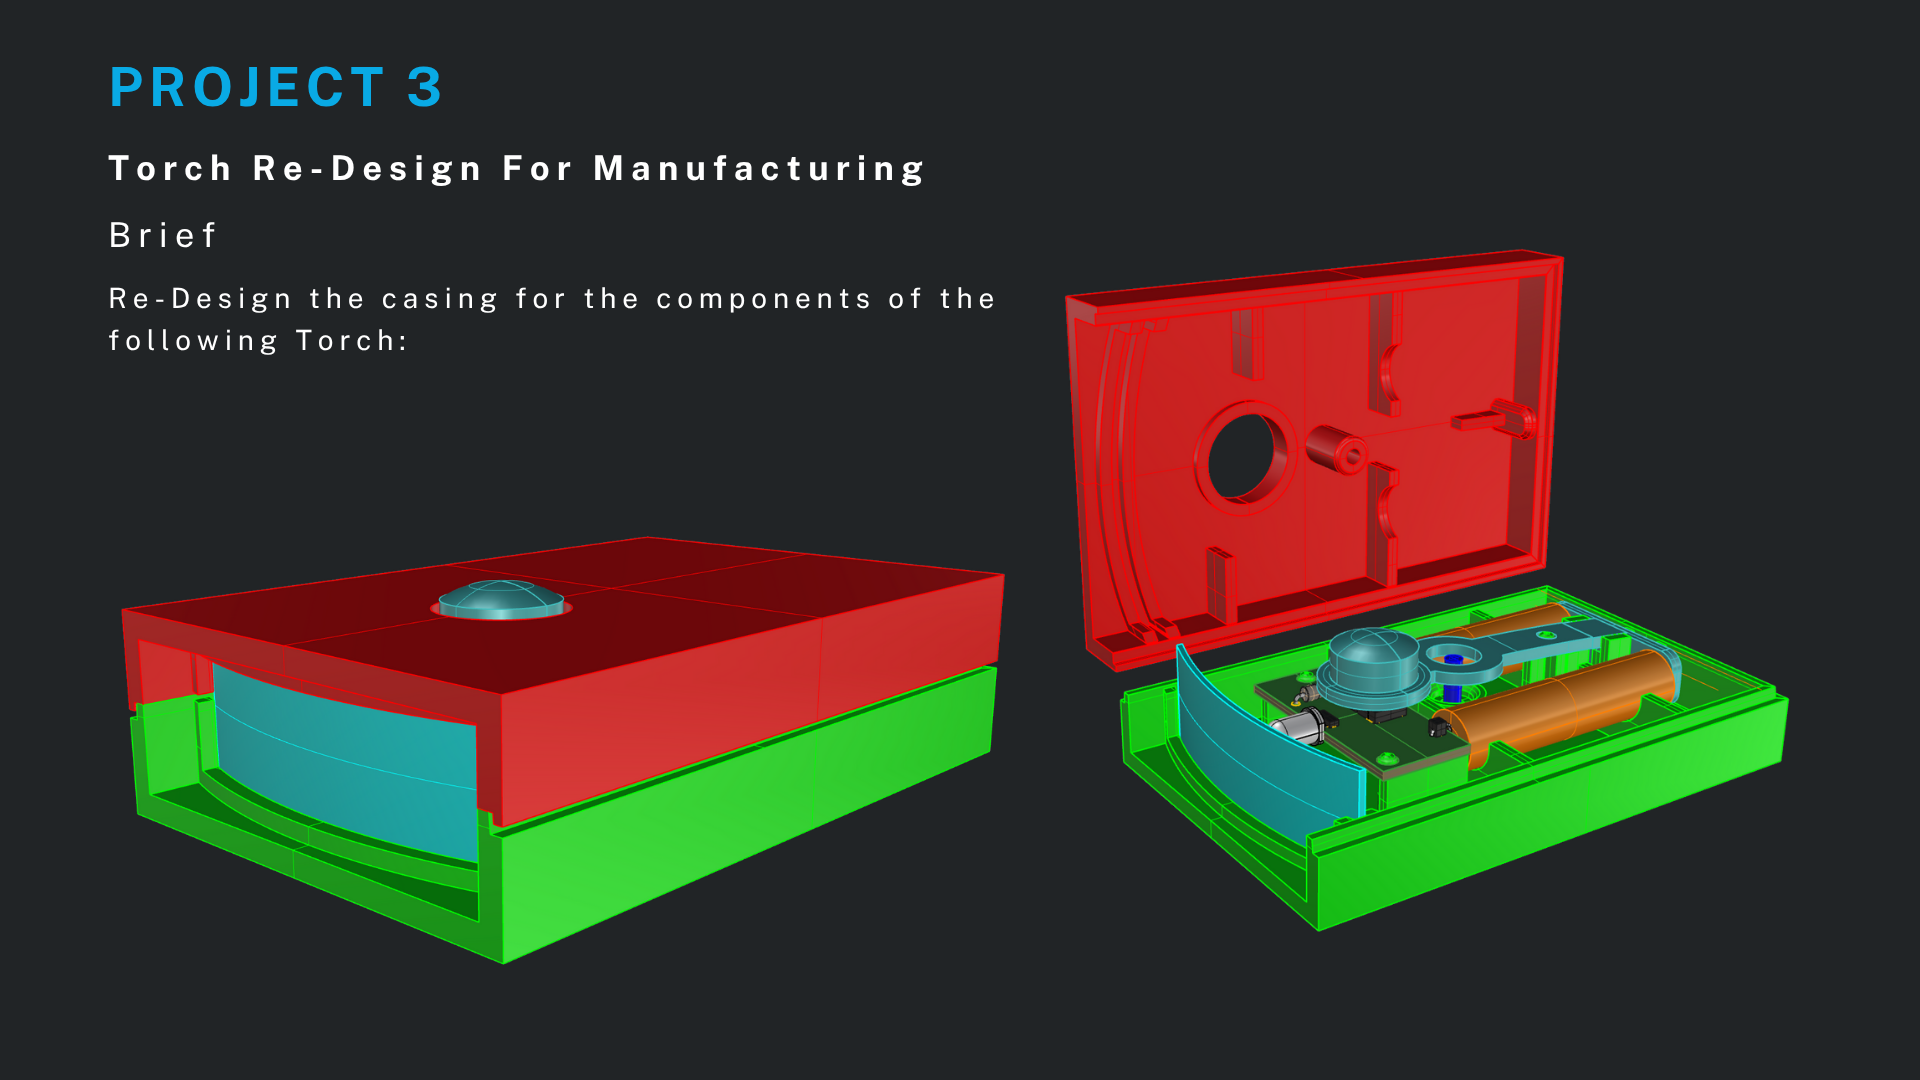 PROJECT 3
Torch Re-Design For Manufacturing
Brief
Re-Design the casing for the components of the
following Torch: